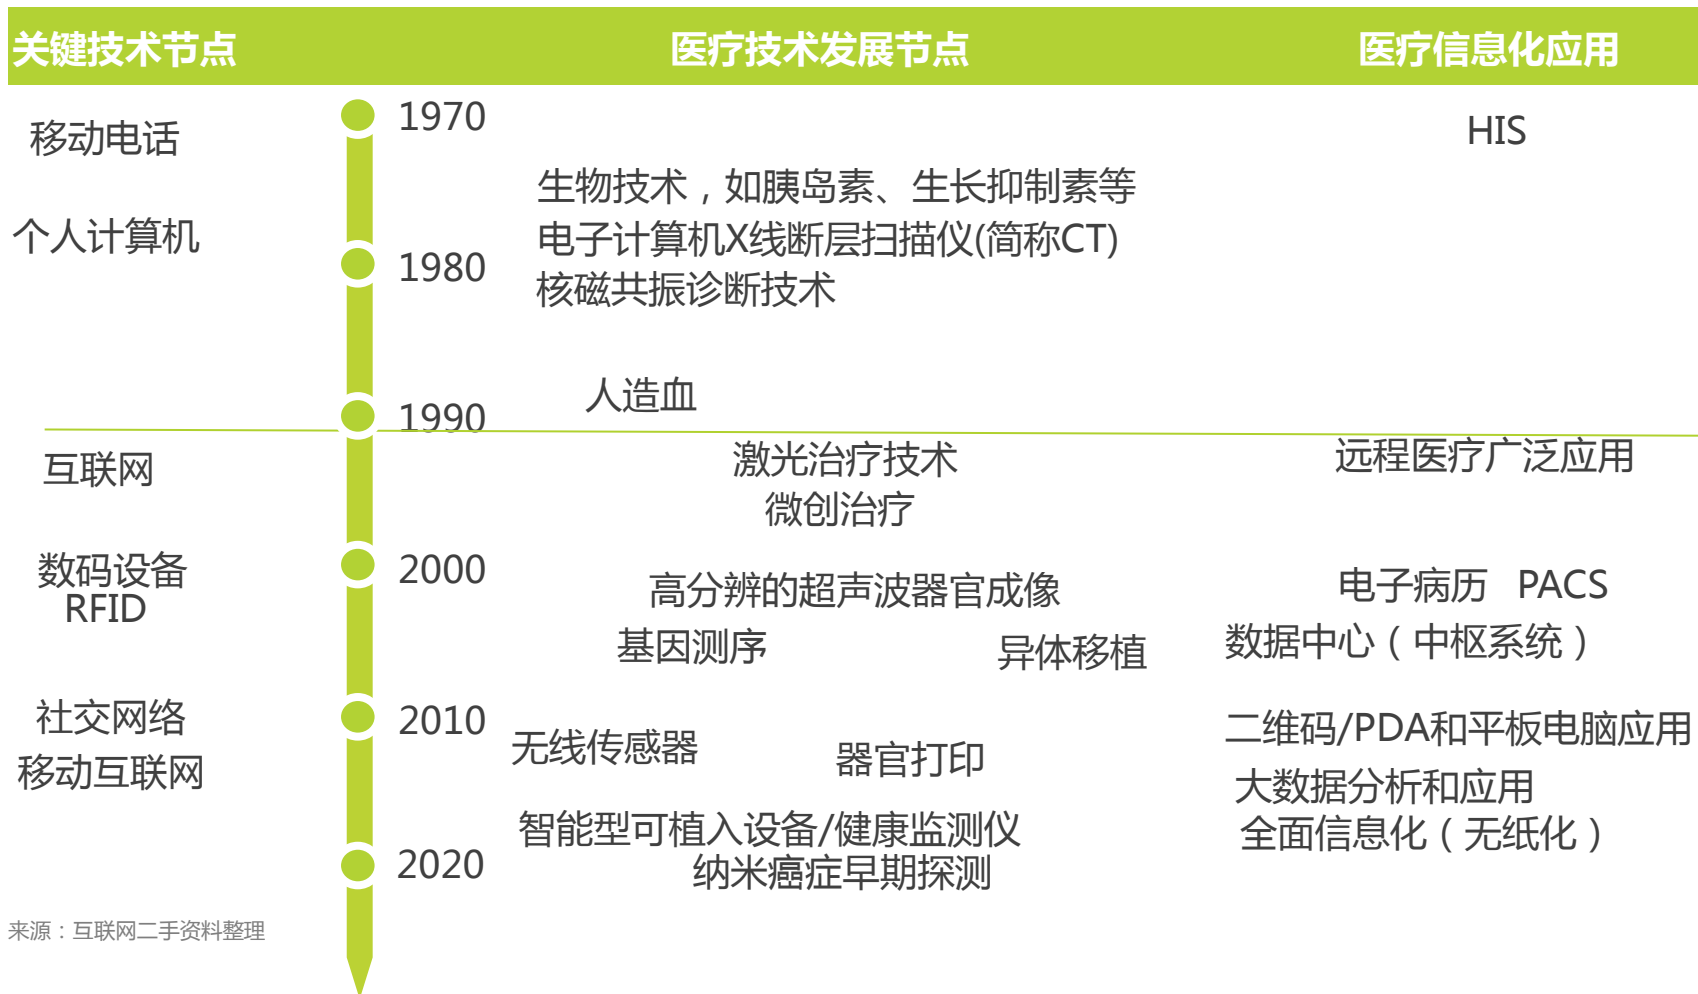 关键技术节点 医疗技术发展节点 医疗信息化应用
1970
移动电话
HIS
生物技术，如胰岛素、生长抑制素等
个人计算机
电子计算机X线断层扫描仪(简称CT)
1980
核磁共振诊断技术
人造血
1990
互联网
激光治疗技术
远程医疗广泛应用
微创治疗
数码设备
2000
RFID
高分辨的超声波器官成像
电子病历 PACS
基因测序
异体移植
数据中心（中枢系统）
社交网络
2010
二维码/PDA和平板电脑应用
无线传感器
器官打印
移动互联网
大数据分析和应用
智能型可植入设备/健康监测仪
全面信息化（无纸化）
2020
纳米癌症早期探测
来源：互联网二手资料整理